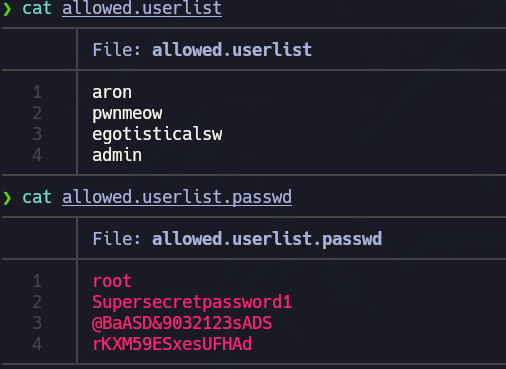 ❯ cat allowed.userlist
File: allowed.userlist
1 aron
2 pwnmeow
3 egotisticalsw
4 admin
❯ cat allowed.userlist.passwd
File: allowed.userlist.passwd
1 root
2 Supersecretpassword1
3 @BaASD&9032123sADS
4 rKXM59ESxesUFHAd